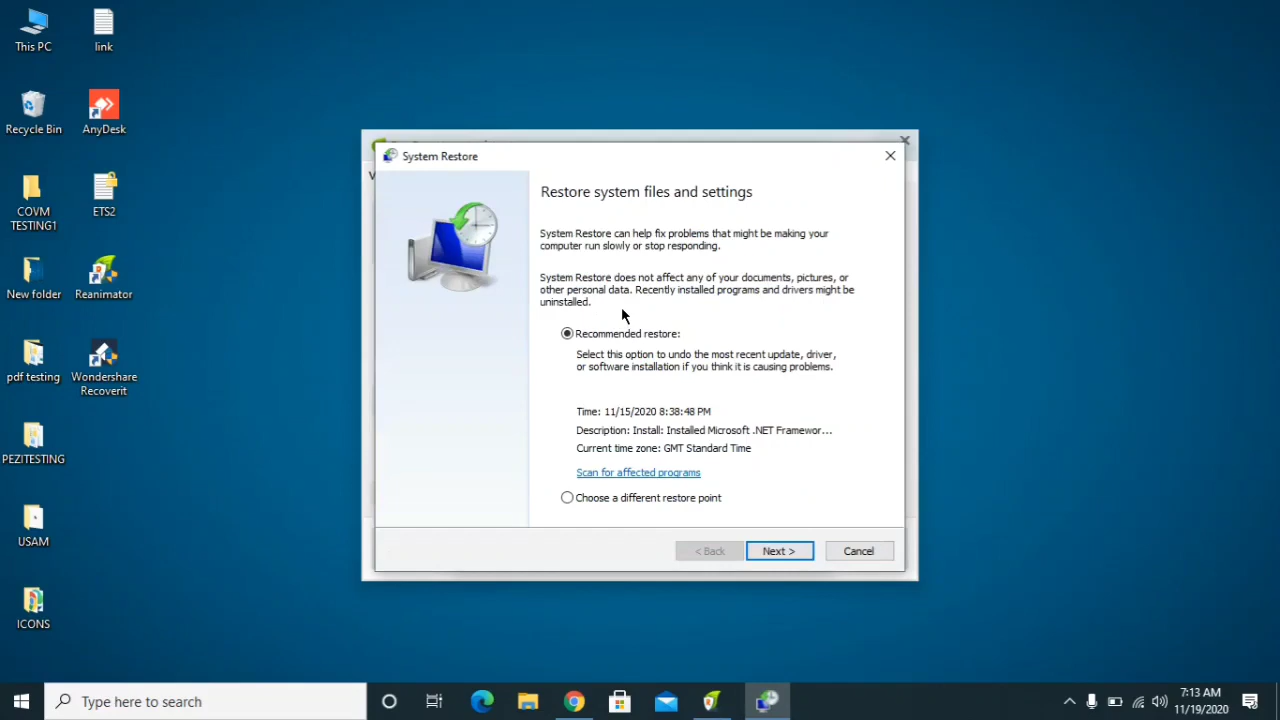 This PC
link
Recycle Bin
AnyDesk
COVM
TESTING1
ETS2
New folder
Reanimator
pdf testing
Wondershare
Recoverit
PEZITESTING
USAM
ICONS
System Restore
Restore system files and settings
System Restore can help fix problems that might be making your
computer run slowly or stop responding.
System Restore does not affect any of your documents, pictures, or
other personal data. Recently installed programs and drivers might be
uninstalled.
Recommended restore:
Select this option to undo the most recent update, driver,
or software installation if you think it is causing problems.
Time: 11/15/2020 8:38:48 PM
Description: Install: Installed Microsoft .NET Framewor...
Current time zone: GMT Standard Time
Scan for affected programs
Choose a different restore point
< Back
Next >
Cancel
Type here to search
7:13 AM
11/19/2020